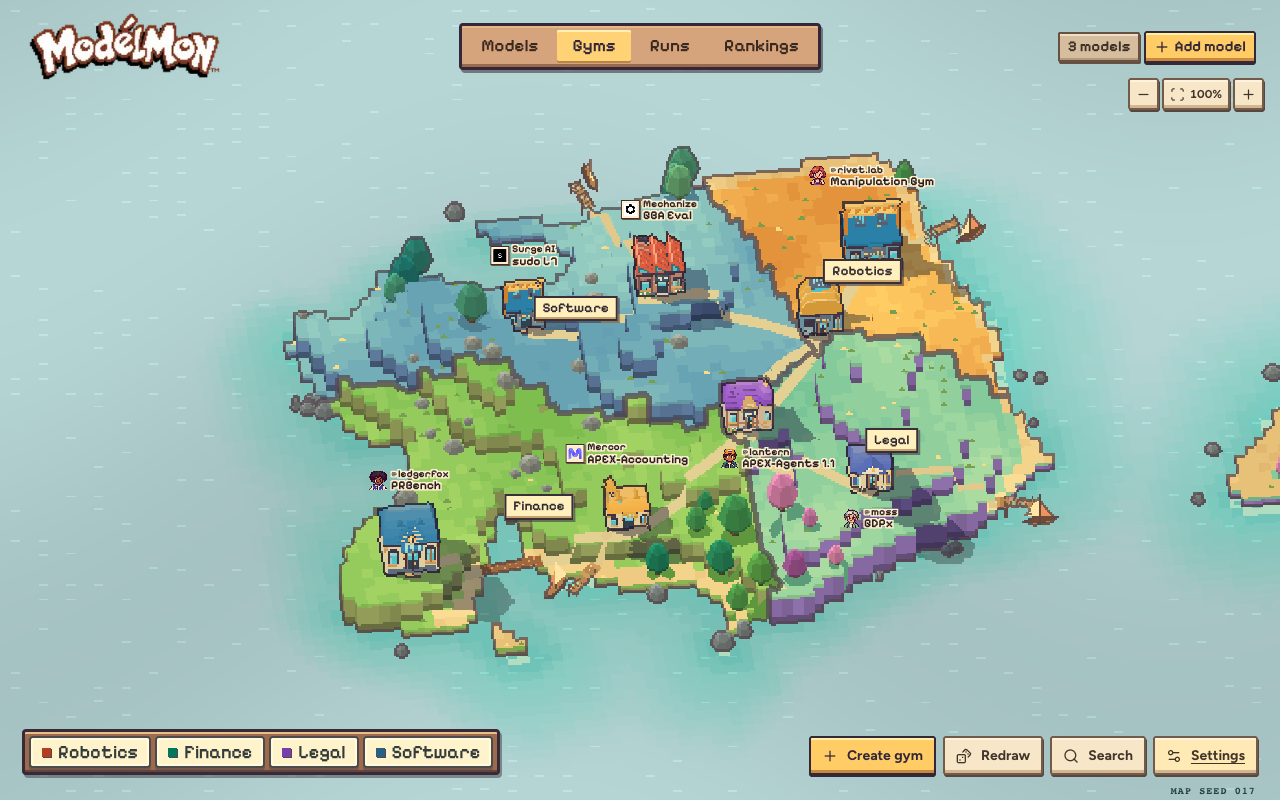 ModélMon™
Models
Gyms
Runs
Rankings
3 models
+ Add model
− 100% +
@rivet.lab
Manipulation Gym
Mechanize
GBA Eval
S
Surge AI
sudo L7
Robotics
Software
Legal
Mercor
APEX-Accounting
@lantern
APEX-Agents 1.1
@ledgerfox
PRBench
Finance
@moss
GDPx
Robotics
Finance
Legal
Software
+ Create gym
Redraw
Search
Settings
MAP SEED 017